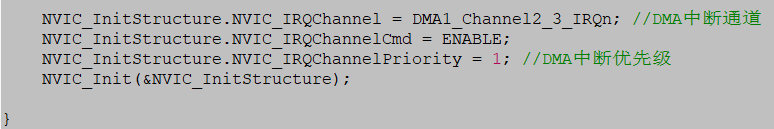 NVIC_InitStructure.NVIC_IRQChannel = DMA1_Channel2_3_IRQn; //DMA中断通道
NVIC_InitStructure.NVIC_IRQChannelCmd = ENABLE;
NVIC_InitStructure.NVIC_IRQChannelPriority = 1; //DMA中断优先级
NVIC_Init(&NVIC_InitStructure);
}